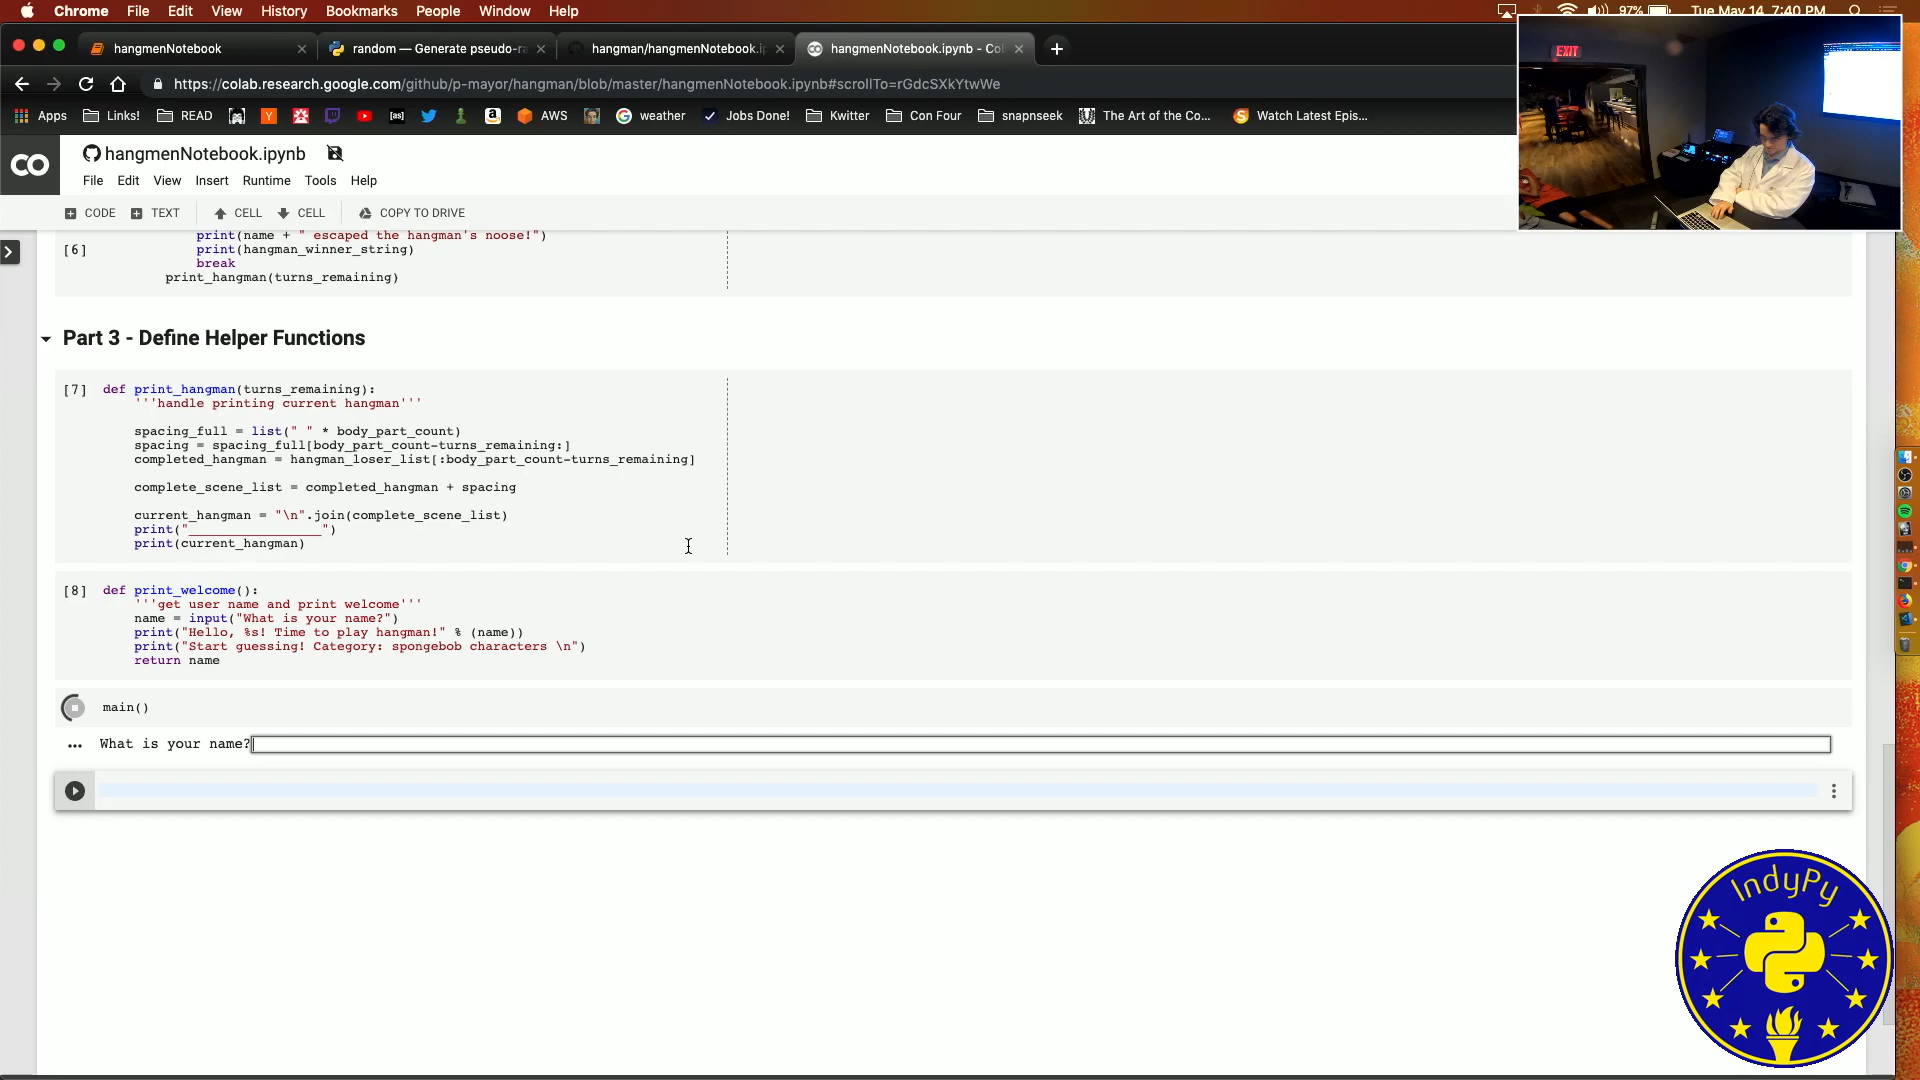 Chrome File Edit View History Bookmarks People Window Help
97% Tue May 14 7:40 PM
hangmenNotebook
random — Generate pseudo-ra
hangman/hangmenNotebook.i
hangmenNotebook.ipynb - Col
https://colab.research.google.com/github/p-mayor/hangman/blob/master/hangmenNotebook.ipynb#scrollTo=rGdcSXkYtwWe
Apps Links! READ [as] AWS weather Jobs Done! Kwitter Con Four snapnseek The Art of the Co... Watch Latest Epis...
EXIT
CO
hangmenNotebook.ipynb
File Edit View Insert Runtime Tools Help
CODE TEXT CELL CELL COPY TO DRIVE
print(name + " escaped the hangman's noose!")
[6] print(hangman_winner_string)
break
print_hangman(turns_remaining)
Part 3 - Define Helper Functions
[7] def print_hangman(turns_remaining):
'''handle printing current hangman'''
spacing_full = list(" " * body_part_count)
spacing = spacing_full[body_part_count-turns_remaining:]
completed_hangman = hangman_loser_list[:body_part_count-turns_remaining]
complete_scene_list = completed_hangman + spacing
current_hangman = "\n".join(complete_scene_list)
print("_________________")
print(current_hangman)
[8] def print_welcome():
'''get user name and print welcome'''
name = input("What is your name?")
print("Hello, %s! Time to play hangman!" % (name))
print("Start guessing! Category: spongebob characters \n")
return name
main()
... What is your name?
IndyPy